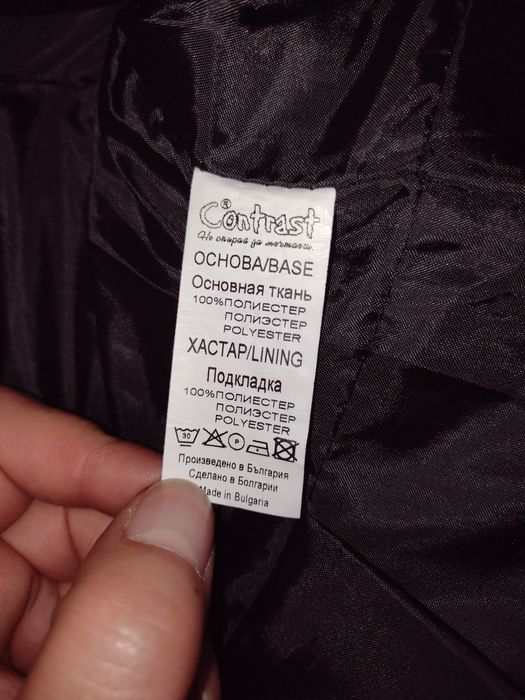 Contrast®
Не спирай да мечтаеш.
ОСНОВА/BASE
Основная ткань
100%ПОЛИЕСТЕР
ПОЛИЭСТЕР
POLYESTER
ХАСТАР/LINING
Подкладка
100%ПОЛИЕСТЕР
ПОЛИЭСТЕР
POLYESTER
30 P
Произведено в България
Сделано в Болгарии
Made in Bulgaria